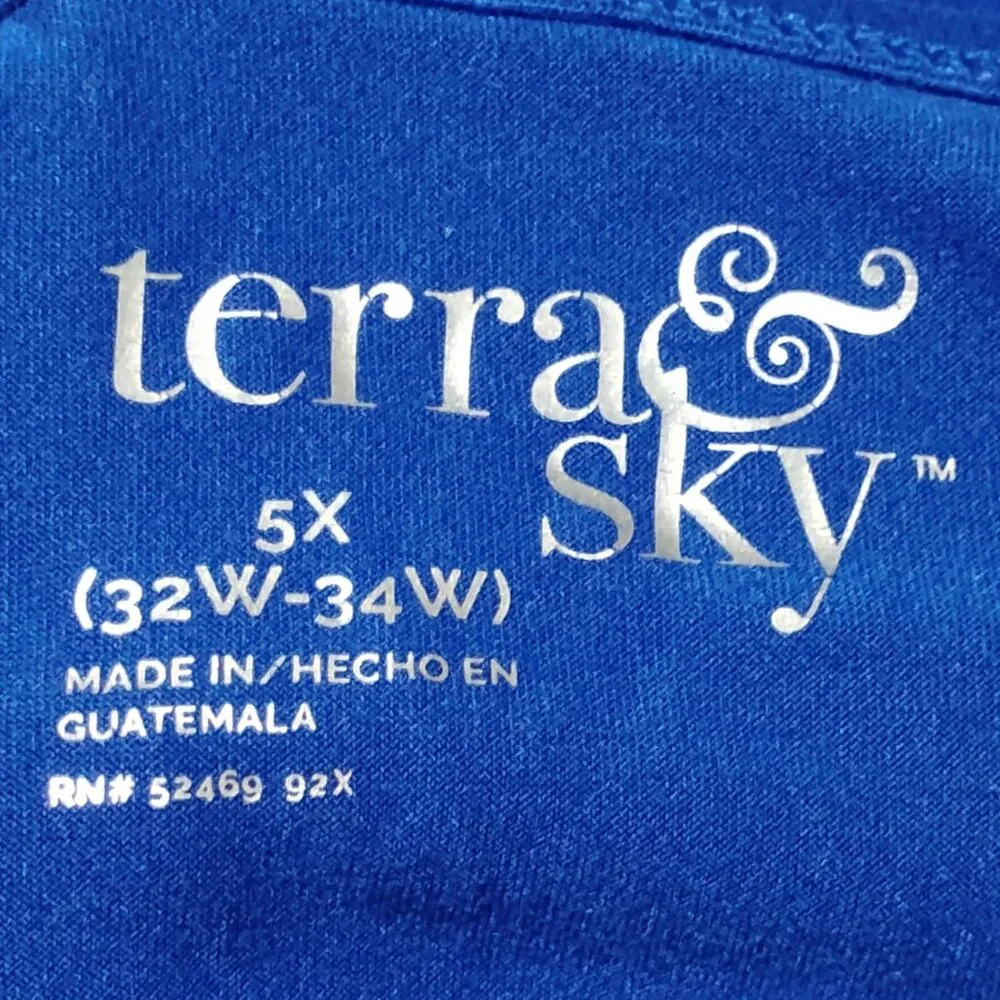 terra &
sky™
5X
(32W-34W)
MADE IN/HECHO EN
GUATEMALA
RN# 52469 92X